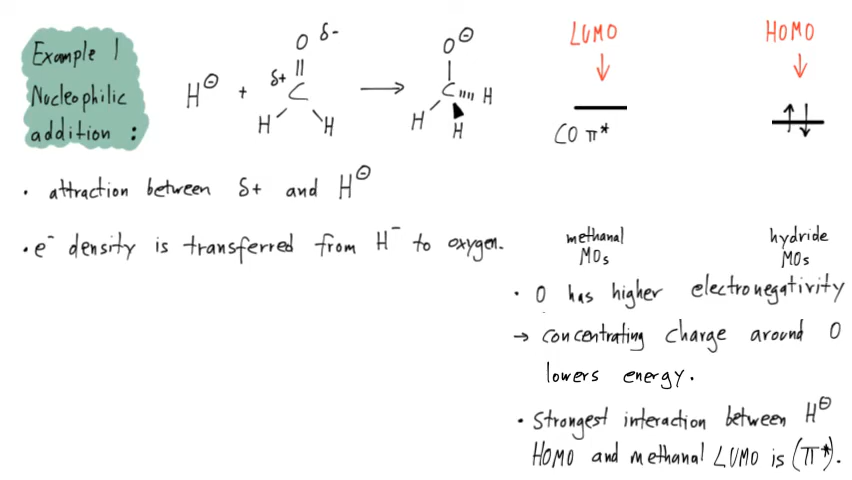 Example 1
Nucleophilic
addition :
H⊖ + H C δ+ O δ- H → O⊖ C H H H
LUMO
HOMO
CO π*
• attraction between δ+ and H⊖
• e⁻ density is transferred from H⁻ to oxygen.
methanal
MOs
hydride
MOs
• O has higher electronegativity
→ concentrating charge around O
lowers energy.
• Strongest interaction between H⊖
HOMO and methanal LUMO is (π*).